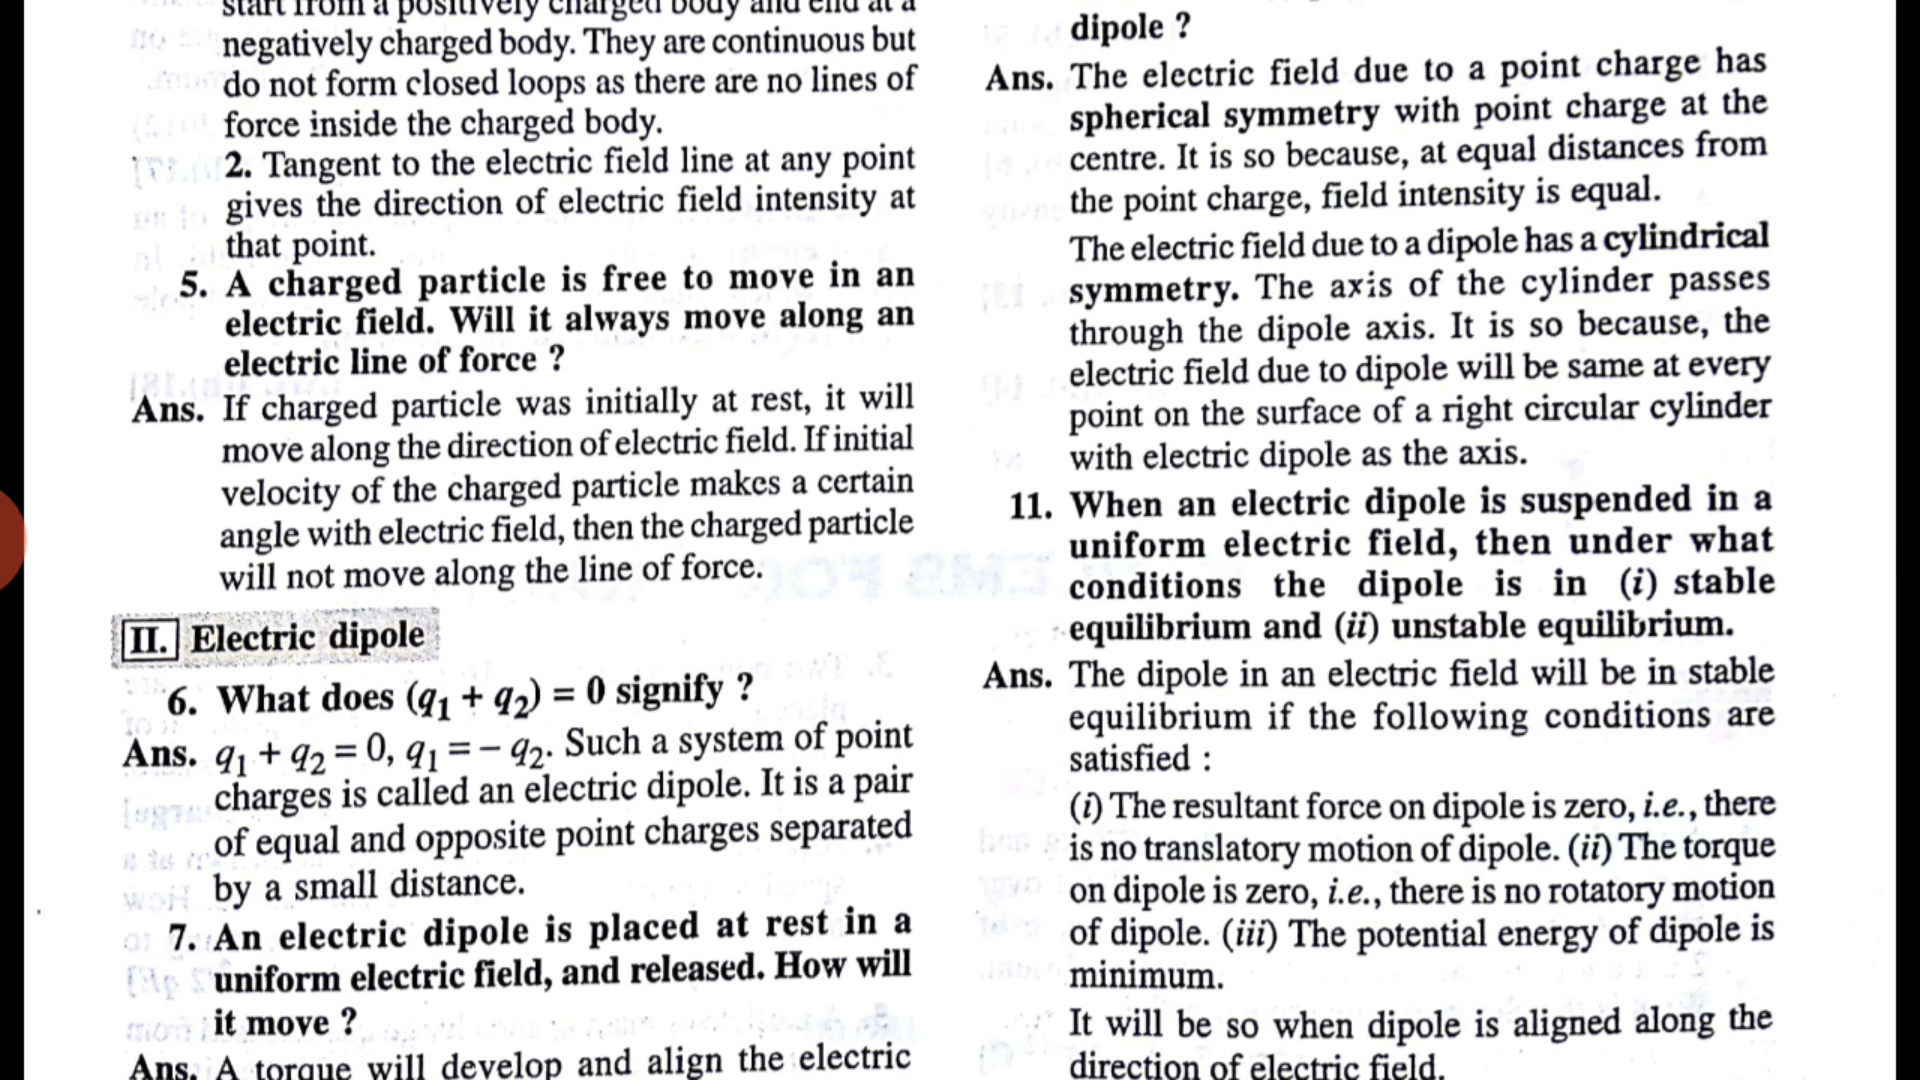 start from a positively charged body and end at a
negatively charged body. They are continuous but
do not form closed loops as there are no lines of
force inside the charged body.
2. Tangent to the electric field line at any point
gives the direction of electric field intensity at
that point.
5. A charged particle is free to move in an
electric field. Will it always move along an
electric line of force ?
Ans. If charged particle was initially at rest, it will
move along the direction of electric field. If initial
velocity of the charged particle makes a certain
angle with electric field, then the charged particle
will not move along the line of force.
II. Electric dipole
6. What does (q₁ + q₂) = 0 signify ?
Ans. q₁ + q₂ = 0, q₁ = – q₂. Such a system of point
charges is called an electric dipole. It is a pair
of equal and opposite point charges separated
by a small distance.
7. An electric dipole is placed at rest in a
uniform electric field, and released. How will
it move ?
Ans. A torque will develop and align the electric
dipole ?
Ans. The electric field due to a point charge has
spherical symmetry with point charge at the
centre. It is so because, at equal distances from
the point charge, field intensity is equal.
The electric field due to a dipole has a cylindrical
symmetry. The axis of the cylinder passes
through the dipole axis. It is so because, the
electric field due to dipole will be same at every
point on the surface of a right circular cylinder
with electric dipole as the axis.
11. When an electric dipole is suspended in a
uniform electric field, then under what
conditions the dipole is in (i) stable
equilibrium and (ii) unstable equilibrium.
Ans. The dipole in an electric field will be in stable
equilibrium if the following conditions are
satisfied :
(i) The resultant force on dipole is zero, i.e., there
is no translatory motion of dipole. (ii) The torque
on dipole is zero, i.e., there is no rotatory motion
of dipole. (iii) The potential energy of dipole is
minimum.
It will be so when dipole is aligned along the
direction of electric field.